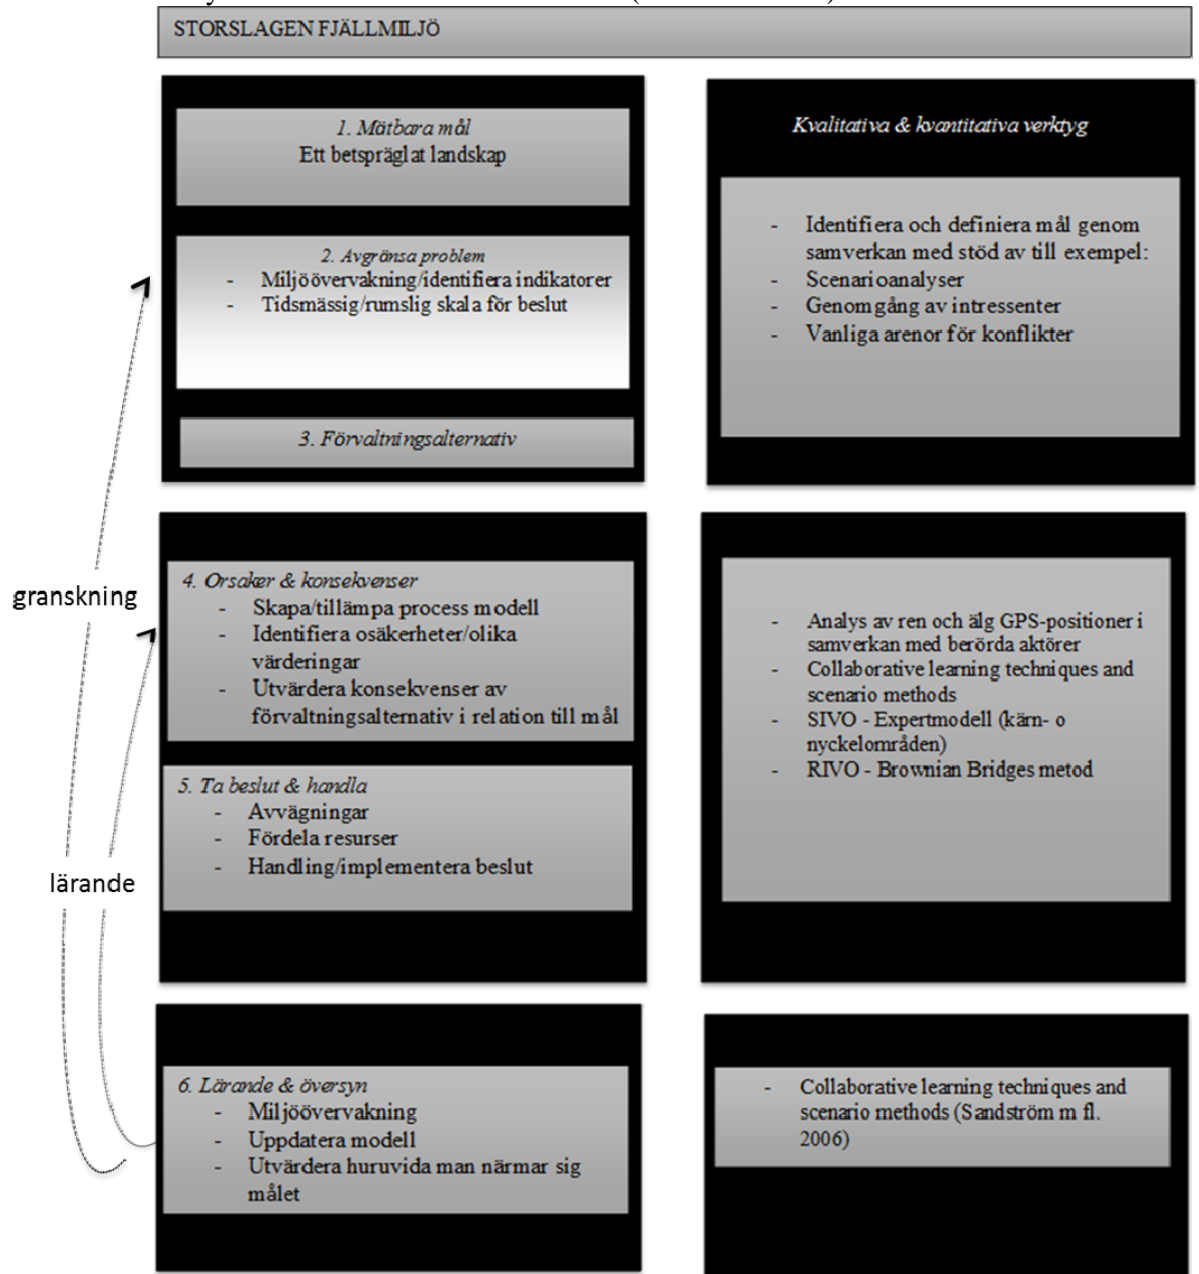 STORSLAGEN FJÄLLMILJÖ
1. Mätbara mål
Ett betspräglat landskap
2. Avgränsa problem
- Miljöövervakning/identifiera indikatorer
- Tidsmässig/rumslig skala för beslut
3. Förvaltningsalternativ
Kvalitativa & kvantitativa verktyg
- Identifiera och definiera mål genom
samverkan med stöd av till exempel:
- Scenarioanalyser
- Genomgång av intressenter
- Vanliga arenor för konflikter
granskning
lärande
4. Orsaker & konsekvenser
- Skapa/tillämpa process modell
- Identifiera osäkerheter/olika
värderingar
- Utvärdera konsekvenser av
förvaltningsalternativ i relation till mål
5. Ta beslut & handla
- Avvägningar
- Fördela resurser
- Handling/implementera beslut
- Analys av ren och älg GPS-positioner i
samverkan med berörda aktörer
- Collaborative learning techniques and
scenario methods
- SIVO - Expertmodell (kärn- o
nyckelområden)
- RIVO - Brownian Bridges metod
6. Lärande & översyn
- Miljöövervakning
- Uppdatera modell
- Utvärdera huruvida man närmar sig
målet
- Collaborative learning techniques and
scenario methods (Sandström m fl.
2006)